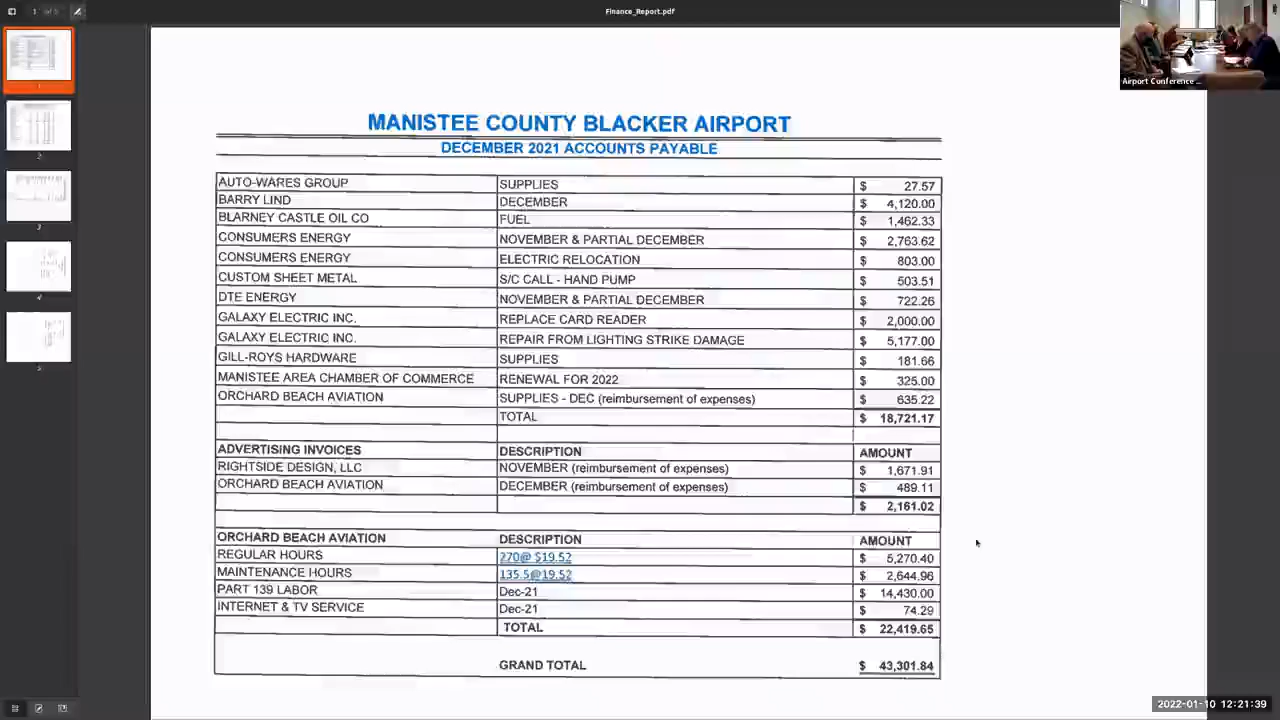 1 of 5
Finance_Report.pdf
Airport Conference ...
1
2
3
4
5
MANISTEE COUNTY BLACKER AIRPORT
DECEMBER 2021 ACCOUNTS PAYABLE
AUTO-WARES GROUP SUPPLIES $ 27.57
BARRY LIND DECEMBER $ 4,120.00
BLARNEY CASTLE OIL CO FUEL $ 1,462.33
CONSUMERS ENERGY NOVEMBER & PARTIAL DECEMBER $ 2,763.62
CONSUMERS ENERGY ELECTRIC RELOCATION $ 803.00
CUSTOM SHEET METAL S/C CALL - HAND PUMP $ 503.51
DTE ENERGY NOVEMBER & PARTIAL DECEMBER $ 722.26
GALAXY ELECTRIC INC. REPLACE CARD READER $ 2,000.00
GALAXY ELECTRIC INC. REPAIR FROM LIGHTING STRIKE DAMAGE $ 5,177.00
GILL-ROYS HARDWARE SUPPLIES $ 181.66
MANISTEE AREA CHAMBER OF COMMERCE RENEWAL FOR 2022 $ 325.00
ORCHARD BEACH AVIATION SUPPLIES - DEC (reimbursement of expenses) $ 635.22
TOTAL $ 18,721.17
ADVERTISING INVOICES DESCRIPTION AMOUNT
RIGHTSIDE DESIGN, LLC NOVEMBER (reimbursement of expenses) $ 1,671.91
ORCHARD BEACH AVIATION DECEMBER (reimbursement of expenses) $ 489.11
$ 2,161.02
ORCHARD BEACH AVIATION DESCRIPTION AMOUNT
REGULAR HOURS 270@ $19.52 $ 5,270.40
MAINTENANCE HOURS 135.5@19.52 $ 2,644.96
PART 139 LABOR Dec-21 $ 14,430.00
INTERNET & TV SERVICE Dec-21 $ 74.29
TOTAL $ 22,419.65
GRAND TOTAL $ 43,301.84
2022-01-10 12:21:39